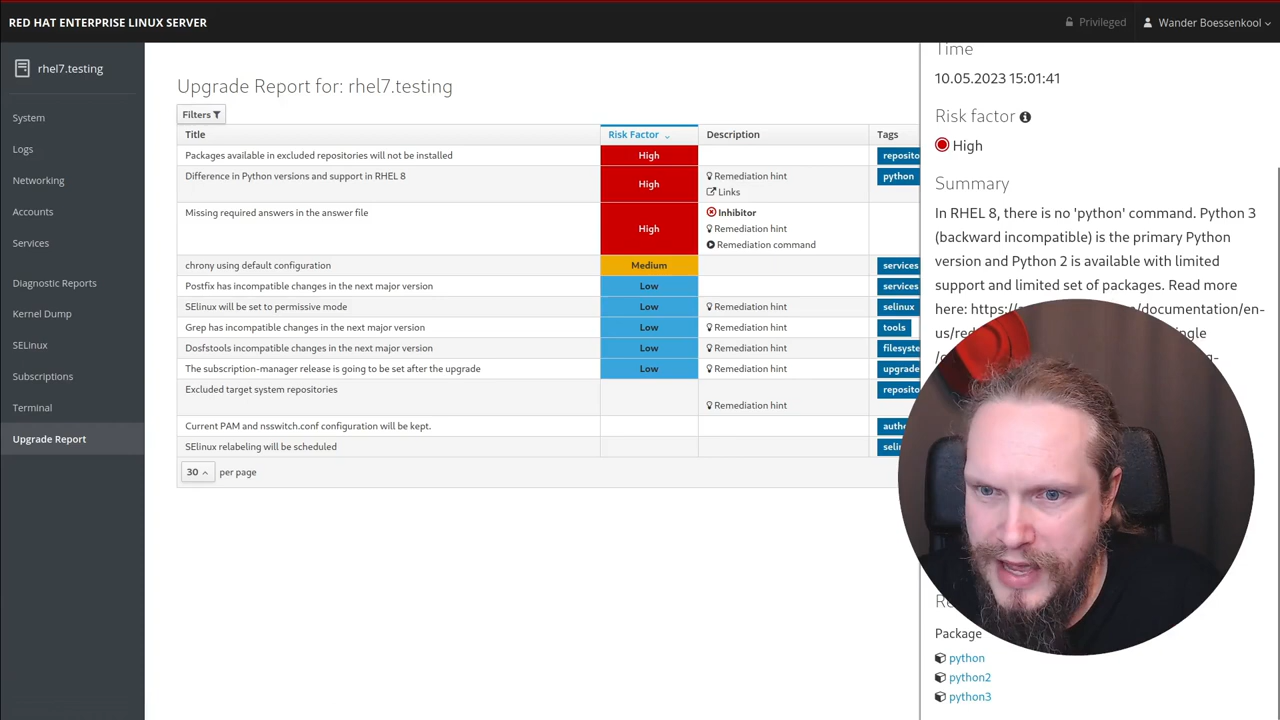 RED HAT ENTERPRISE LINUX SERVER
Privileged
Wander Boessenkool
rhel7.testing
System
Logs
Networking
Accounts
Services
Diagnostic Reports
Kernel Dump
SELinux
Subscriptions
Terminal
Upgrade Report
Upgrade Report for: rhel7.testing
Filters
Title Risk Factor Description Tags
Packages available in excluded repositories will not be installed High reposito
Difference in Python versions and support in RHEL 8 High Remediation hint python
Links
Missing required answers in the answer file High Inhibitor
Remediation hint
Remediation command
chrony using default configuration Medium services
Postfix has incompatible changes in the next major version Low services
SElinux will be set to permissive mode Low Remediation hint selinux
Grep has incompatible changes in the next major version Low Remediation hint tools
Dosfstools incompatible changes in the next major version Low Remediation hint filesyste
The subscription-manager release is going to be set after the upgrade Low Remediation hint upgrade
Excluded target system repositories reposito
Remediation hint
Current PAM and nsswitch.conf configuration will be kept. authe
SElinux relabeling will be scheduled selin
30 per page
Time
10.05.2023 15:01:41
Risk factor
High
Summary
In RHEL 8, there is no 'python' command. Python 3
(backward incompatible) is the primary Python
version and Python 2 is available with limited
support and limited set of packages. Read more
here: https:// /documentation/en-
us/red
Package
python
python2
python3